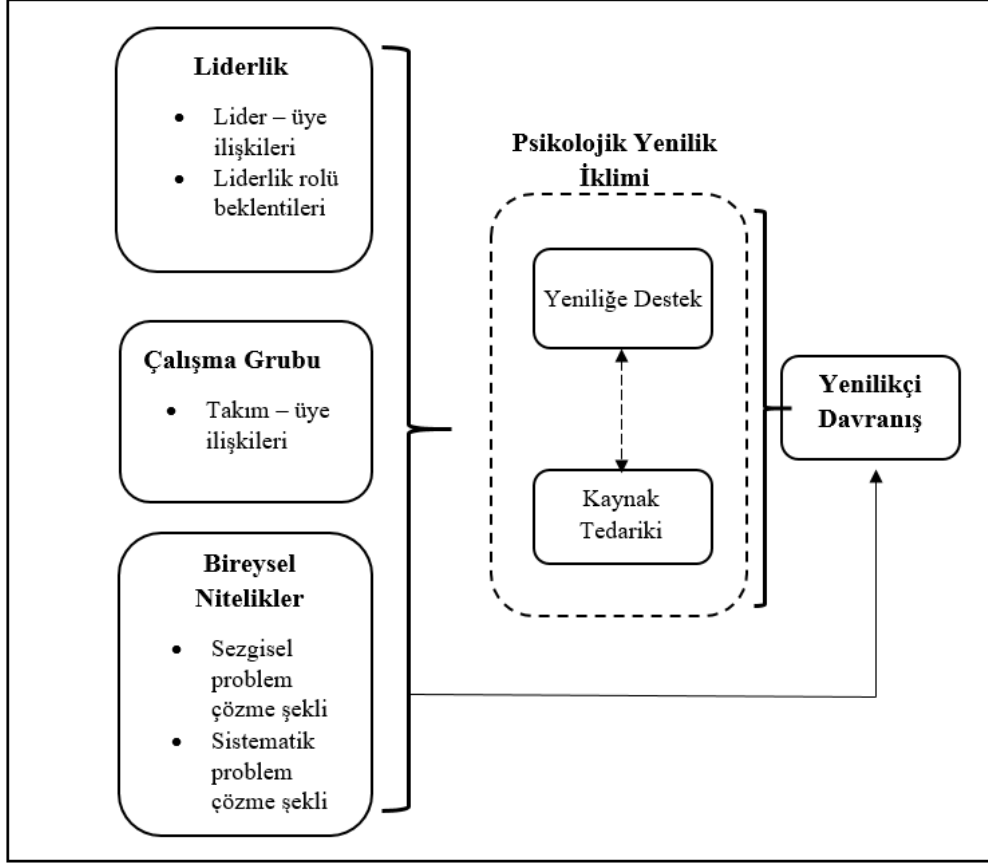 Liderlik
• Lider – üye
ilişkileri
• Liderlik rolü
beklentileri
Çalışma Grubu
• Takım – üye
ilişkileri
Bireysel
Nitelikler
• Sezgisel
problem
çözme şekli
• Sistematik
problem
çözme şekli
Psikolojik Yenilik
İklimi
Yeniliğe Destek
Kaynak
Tedariki
Yenilikçi
Davranış